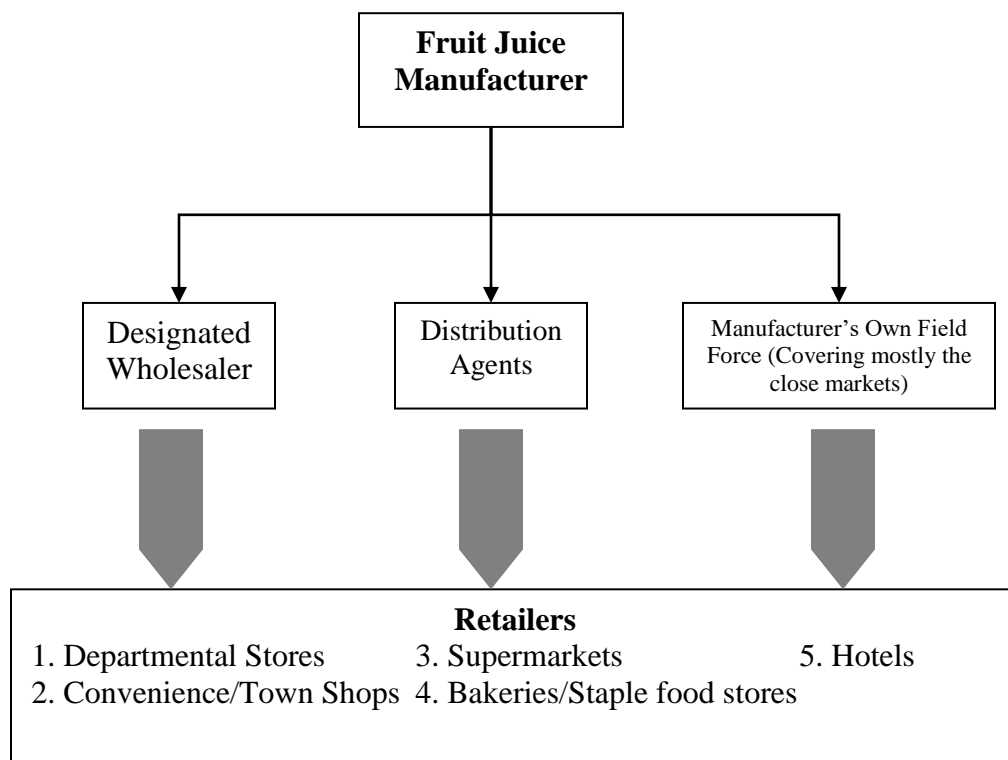 Fruit Juice
Manufacturer
Designated
Wholesaler
Distribution
Agents
Manufacturer’s Own Field
Force (Covering mostly the
close markets)
Retailers
1. Departmental Stores 3. Supermarkets 5. Hotels
2. Convenience/Town Shops 4. Bakeries/Staple food stores